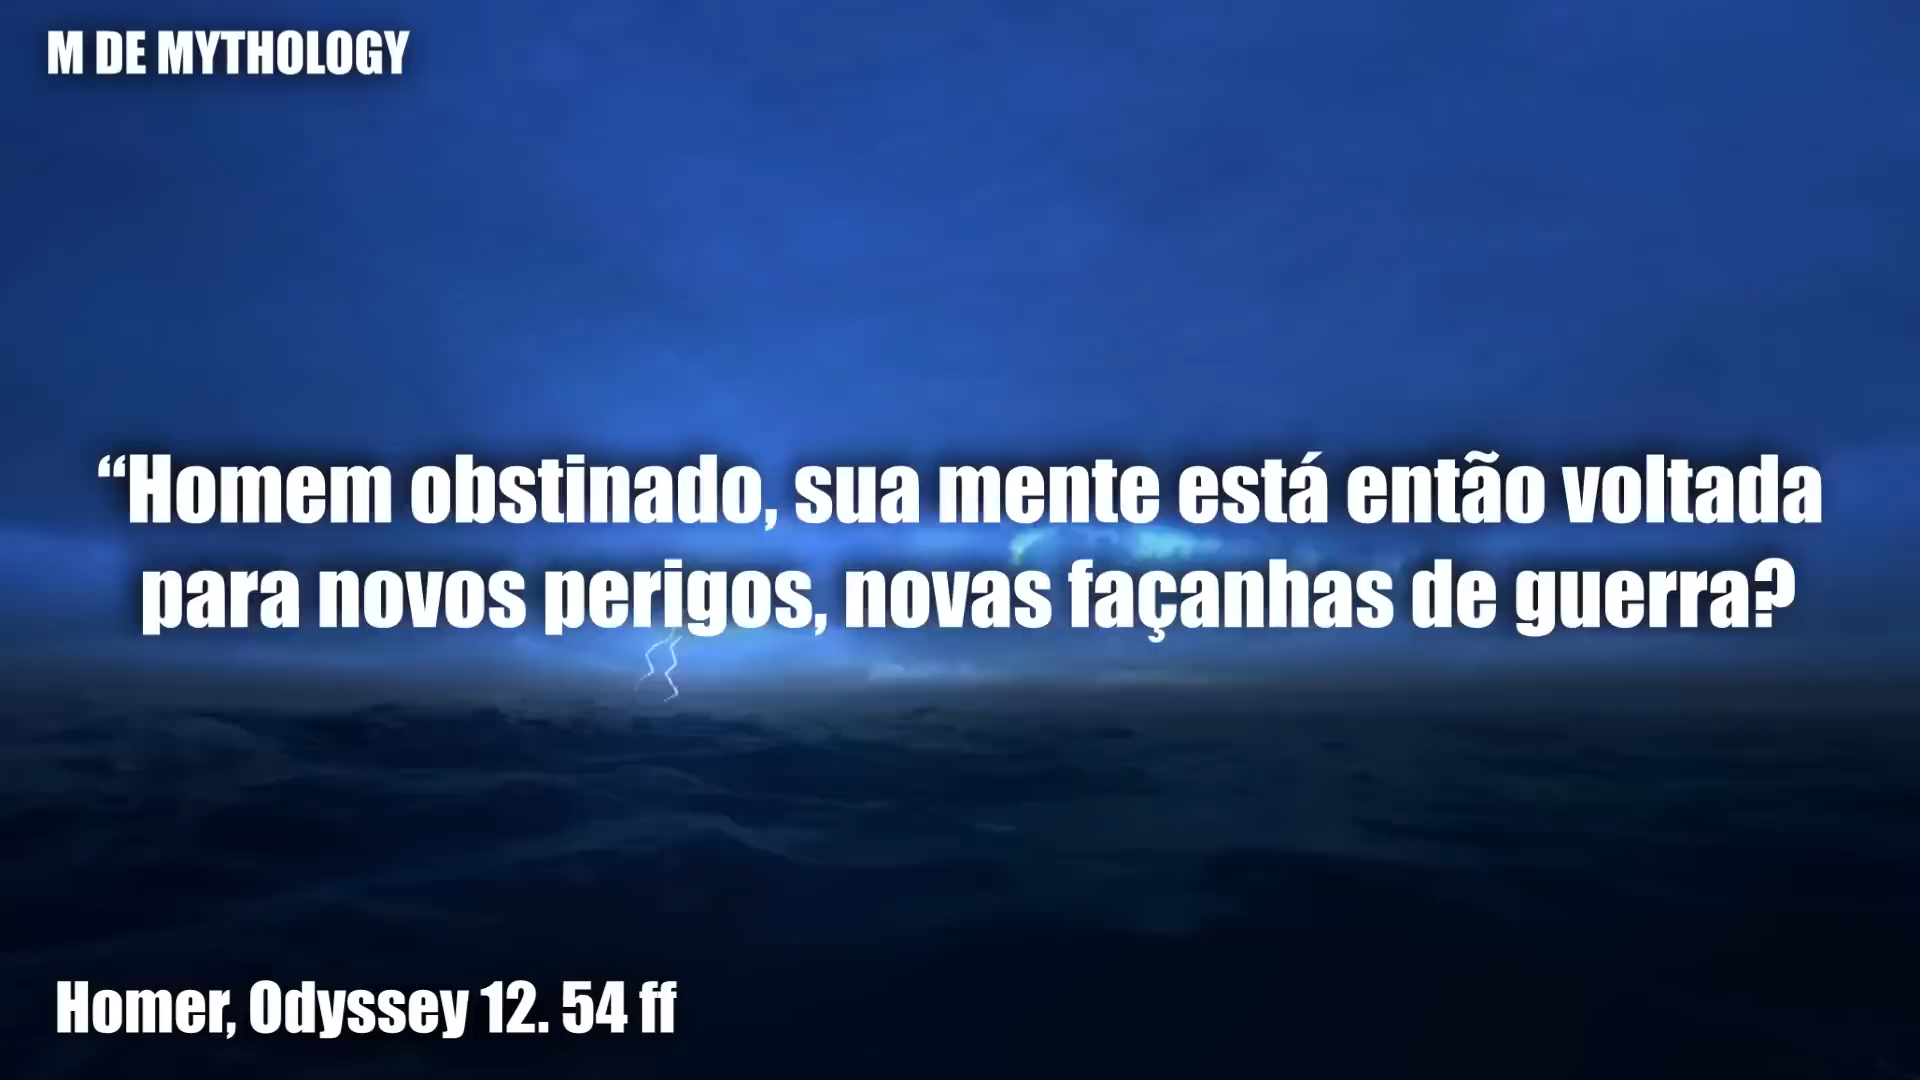 M DE MYTHOLOGY
“Homem obstinado, sua mente está então voltada
para novos perigos, novas façanhas de guerra?
Homer, Odyssey 12. 54 ff